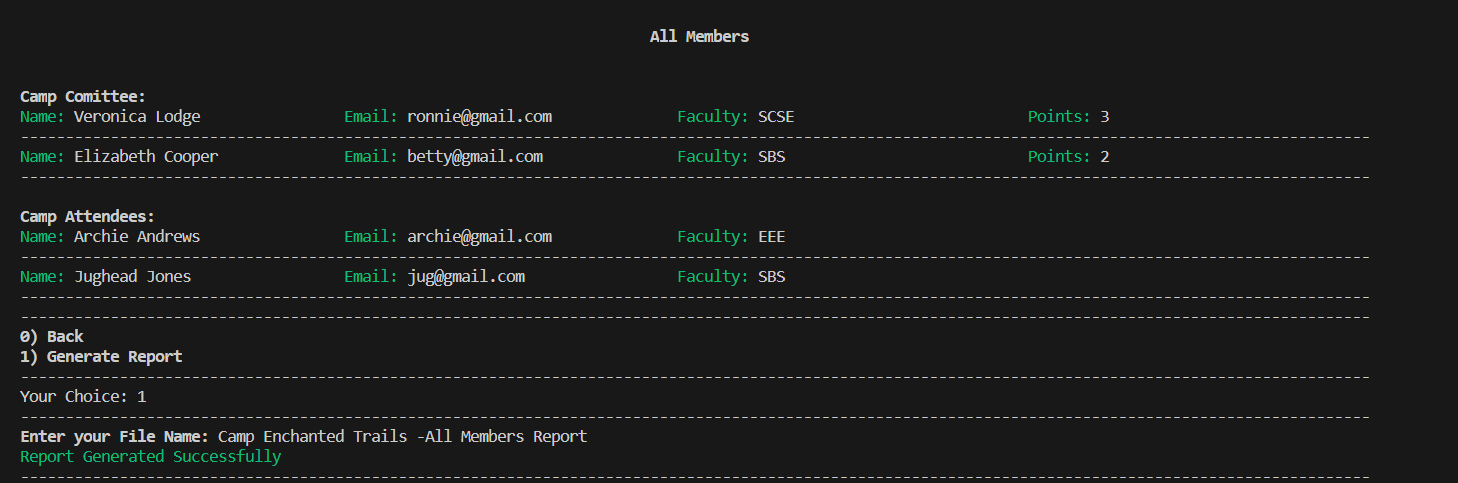 All Members
Camp Comittee:
Name: Veronica Lodge Email: ronnie@gmail.com Faculty: SCSE Points: 3
Name: Elizabeth Cooper Email: betty@gmail.com Faculty: SBS Points: 2
Camp Attendees:
Name: Archie Andrews Email: archie@gmail.com Faculty: EEE
Name: Jughead Jones Email: jug@gmail.com Faculty: SBS
0) Back
1) Generate Report
Your Choice: 1
Enter your File Name: Camp Enchanted Trails -All Members Report
Report Generated Successfully